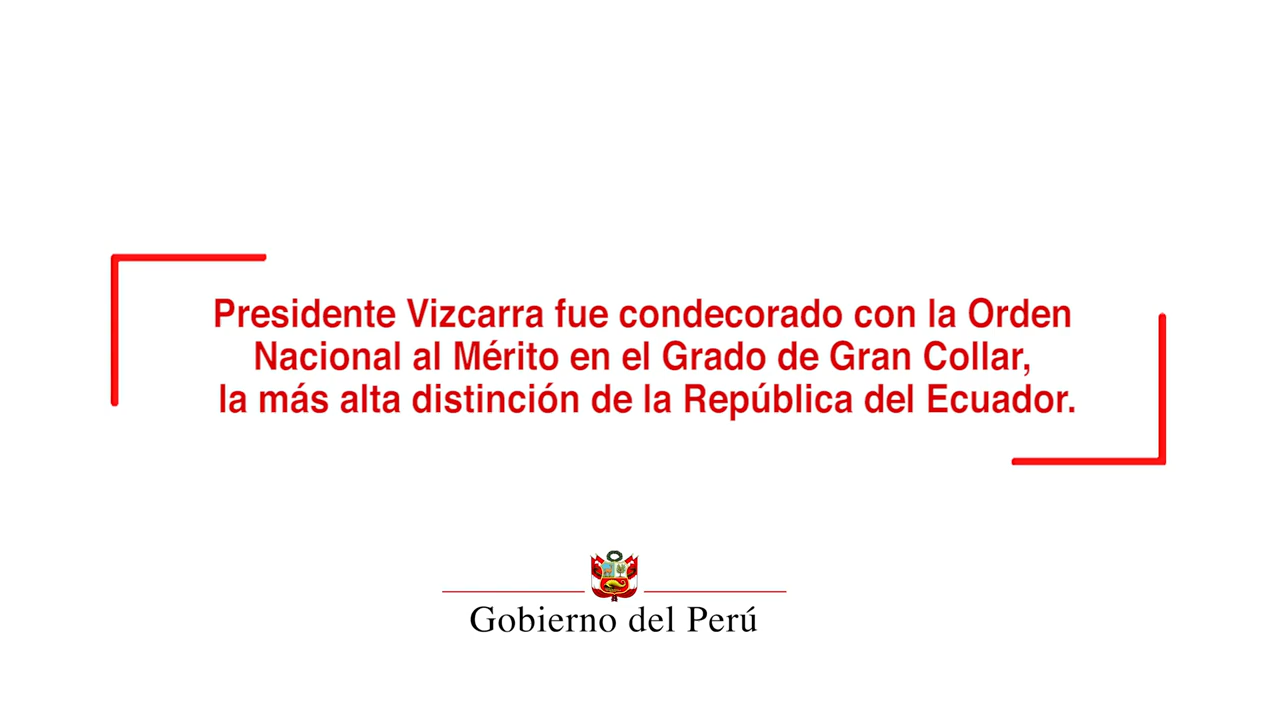 Presidente Vizcarra fue condecorado con la Orden
Nacional al Mérito en el Grado de Gran Collar,
la más alta distinción de la República del Ecuador.
Gobierno del Perú